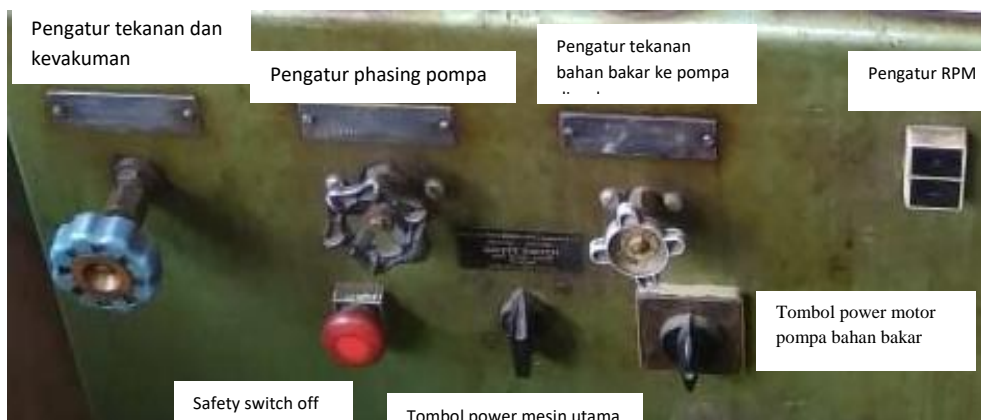 Pengatur tekanan dan
kevakuman
Pengatur phasing pompa
Pengatur tekanan
bahan bakar ke pompa
Pengatur RPM
Tombol power motor
pompa bahan bakar
Safety switch off
Tombol power mesin utama